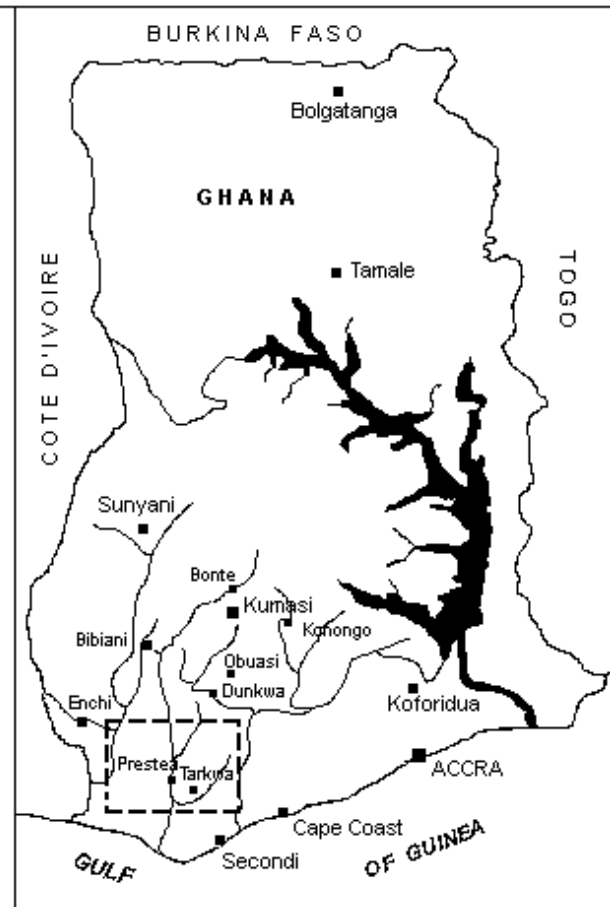 BURKINA FASO
Bolgatanga
GHANA
Tamale
TOGO
COTE D'IVOIRE
Sunyani
Bonte
Kumasi
Konongo
Bibiani
Obuasi
Dunkwa
Enchi
Koforidua
Prestea
Tarkwa
ACCRA
Cape Coast
Secondi
GULF OF GUINEA